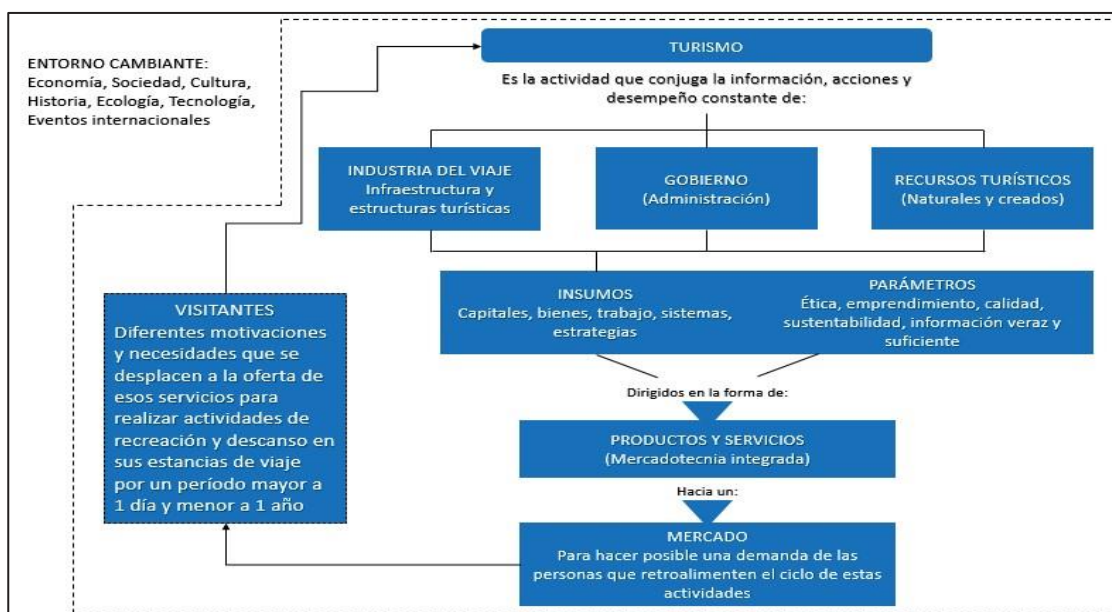 ENTORNO CAMBIANTE:
Economía, Sociedad, Cultura,
Historia, Ecología, Tecnología,
Eventos internacionales
TURISMO
Es la actividad que conjuga la información, acciones y
desempeño constante de:
INDUSTRIA DEL VIAJE
Infraestructura y
estructuras turísticas
GOBIERNO
(Administración)
RECURSOS TURÍSTICOS
(Naturales y creados)
INSUMOS
Capitales, bienes, trabajo, sistemas,
estrategias
PARÁMETROS
Ética, emprendimiento, calidad,
sustentabilidad, información veraz y
suficiente
Dirigidos en la forma de:
PRODUCTOS Y SERVICIOS
(Mercadotecnia integrada)
Hacia un:
MERCADO
Para hacer posible una demanda de las
personas que retroalimenten el ciclo de estas
actividades
VISITANTES
Diferentes motivaciones
y necesidades que se
desplacen a la oferta de
esos servicios para
realizar actividades de
recreación y descanso en
sus estancias de viaje
por un período mayor a
1 día y menor a 1 año